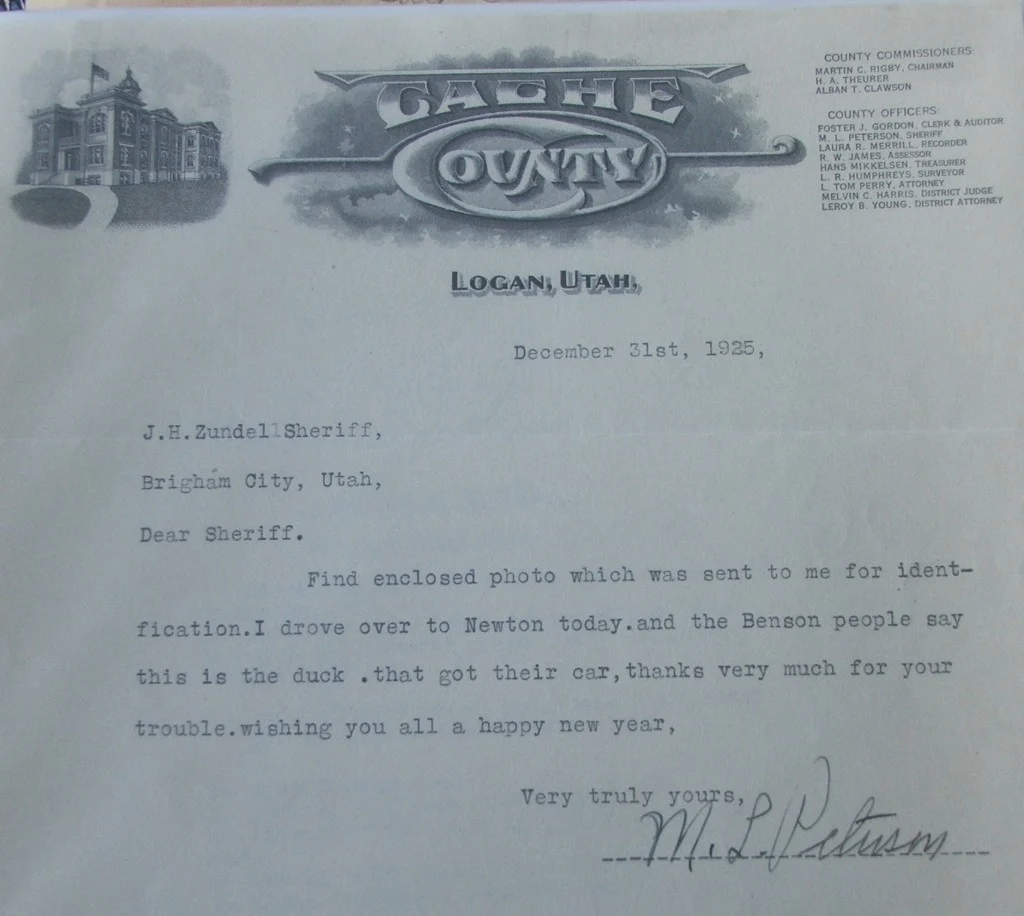 CACHE
COUNTY
COUNTY COMMISSIONERS:
MARTIN C. RIGBY, CHAIRMAN
H. A. THEURER
ALBAN T. CLAWSON
COUNTY OFFICERS:
FOSTER J. GORDON, CLERK & AUDITOR
M. L. PETERSON, SHERIFF
LAURA R. MERRILL, RECORDER
R. W. JAMES, ASSESSOR
HANS MIKKELSEN, TREASURER
L. R. HUMPHREYS, SURVEYOR
L. TOM PERRY, ATTORNEY
MELVIN C. HARRIS, DISTRICT JUDGE
LEROY B. YOUNG, DISTRICT ATTORNEY
LOGAN, UTAH,
December 31st, 1925,
J.H.Zundell Sheriff,
Brigham City, Utah,
Dear Sheriff.
Find enclosed photo which was sent to me for ident-
fication.I drove over to Newton today.and the Benson people say
this is the duck .that got their car,thanks very much for your
trouble.wishing you all a happy new year,
Very truly yours,
M. L. Peterson